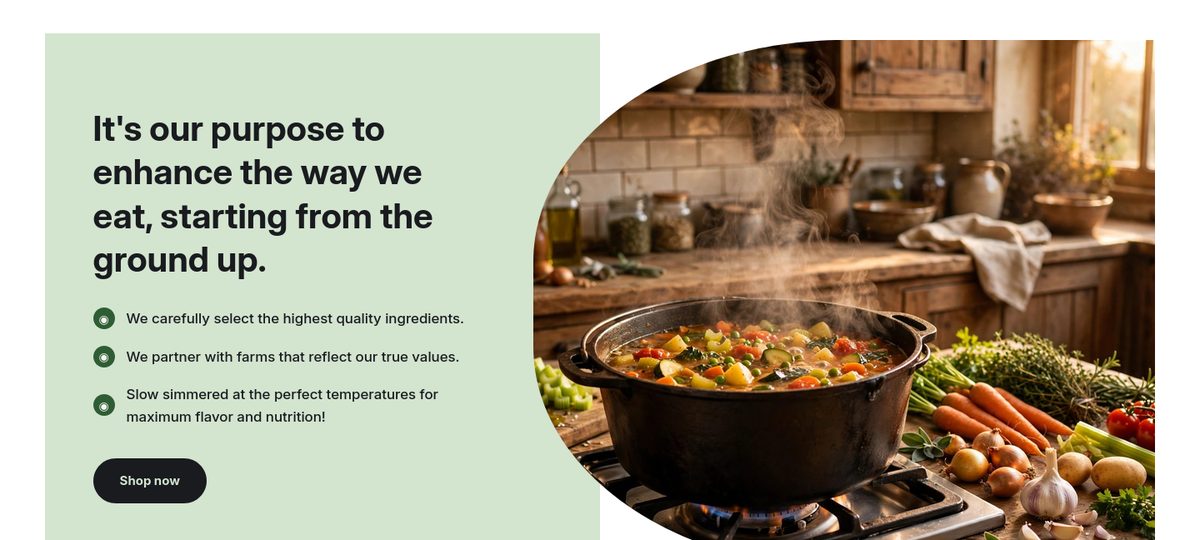 It's our purpose to
enhance the way we
eat, starting from the
ground up.
We carefully select the highest quality ingredients.
We partner with farms that reflect our true values.
Slow simmered at the perfect temperatures for
maximum flavor and nutrition!
Shop now